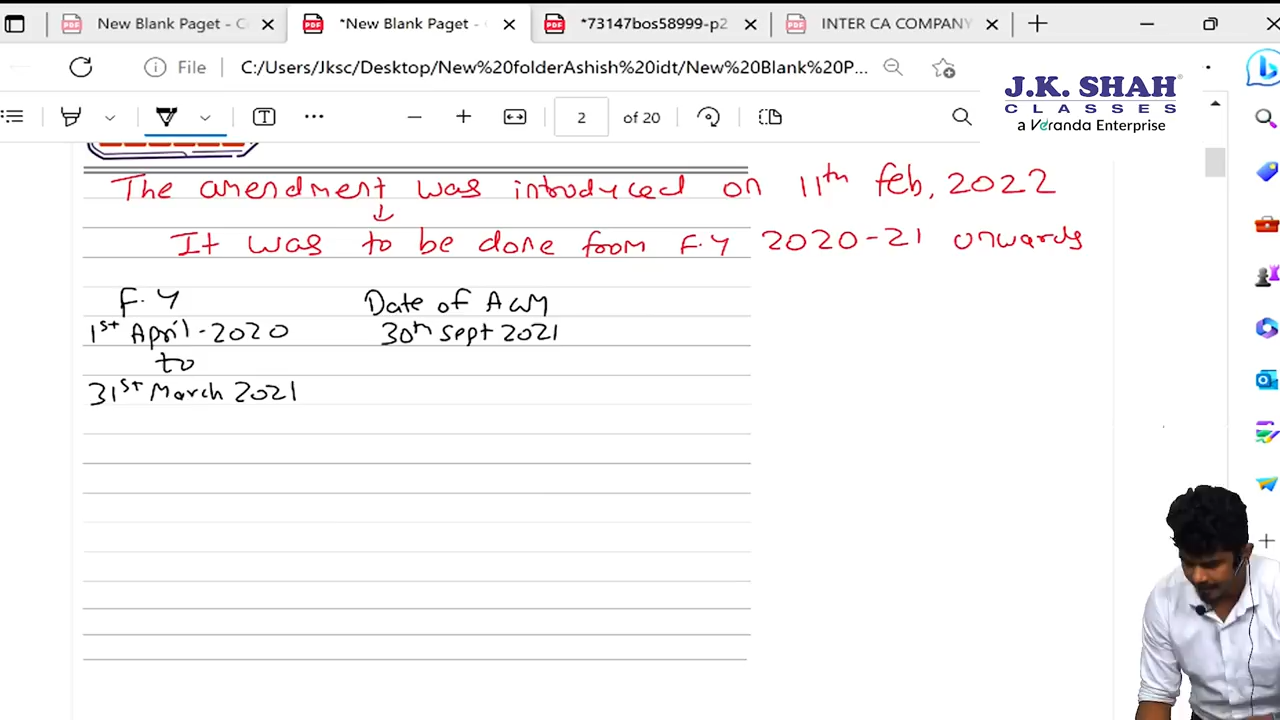 New Blank Paget - C
*New Blank Paget -
*73147bos58999-p2
INTER CA COMPANY
File
C:/Users/Jksc/Desktop/New%20folderAshish%20idt/New%20Blank%20P...
J.K. SHAH
CLASSES
a Veranda Enterprise
2 of 20
The amendment was introduced on 11th Feb, 2022
It was to be done from F.Y 2020-21 onwards
F.Y Date of AGM
1st April-2020 30th Sept 2021
to
31st March 2021